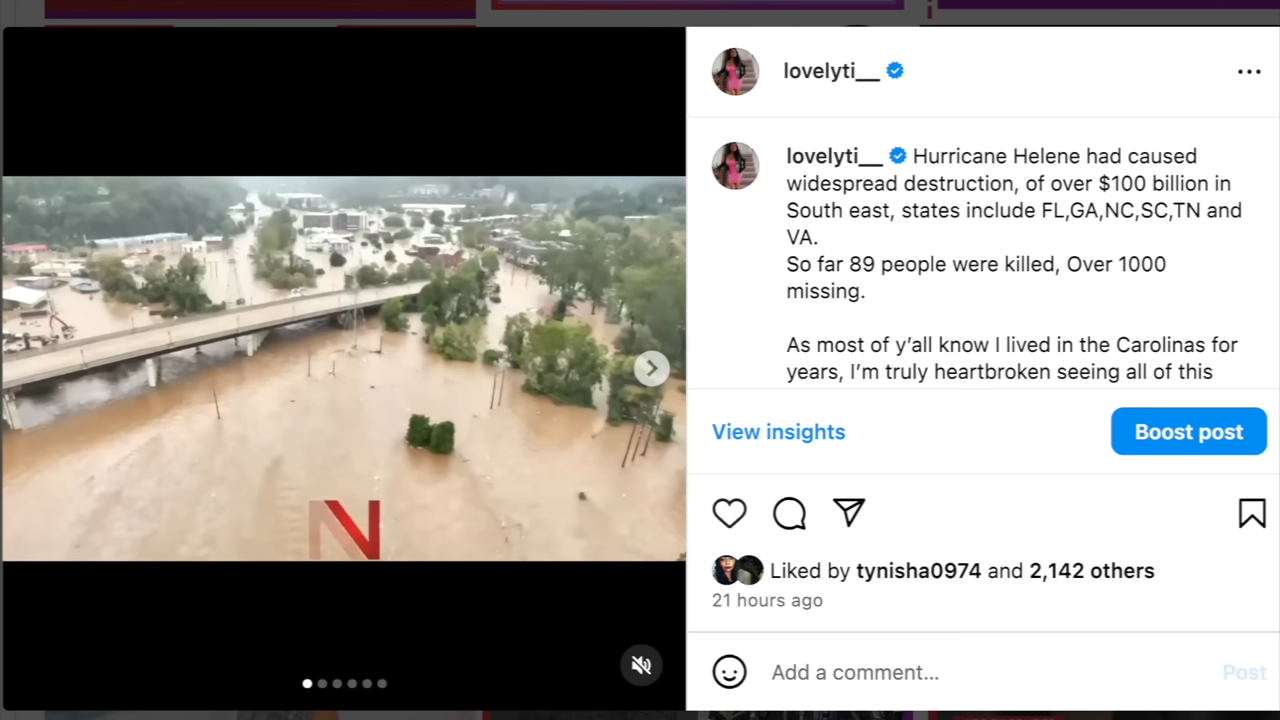 lovelyti__
lovelyti__ Hurricane Helene had caused
widespread destruction, of over $100 billion in
South east, states include FL,GA,NC,SC,TN and
VA.
So far 89 people were killed, Over 1000
missing.
As most of y'all know I lived in the Carolinas for
years, I'm truly heartbroken seeing all of this
View insights
Boost post
N
Liked by tynisha0974 and 2,142 others
21 hours ago
Add a comment...
Post